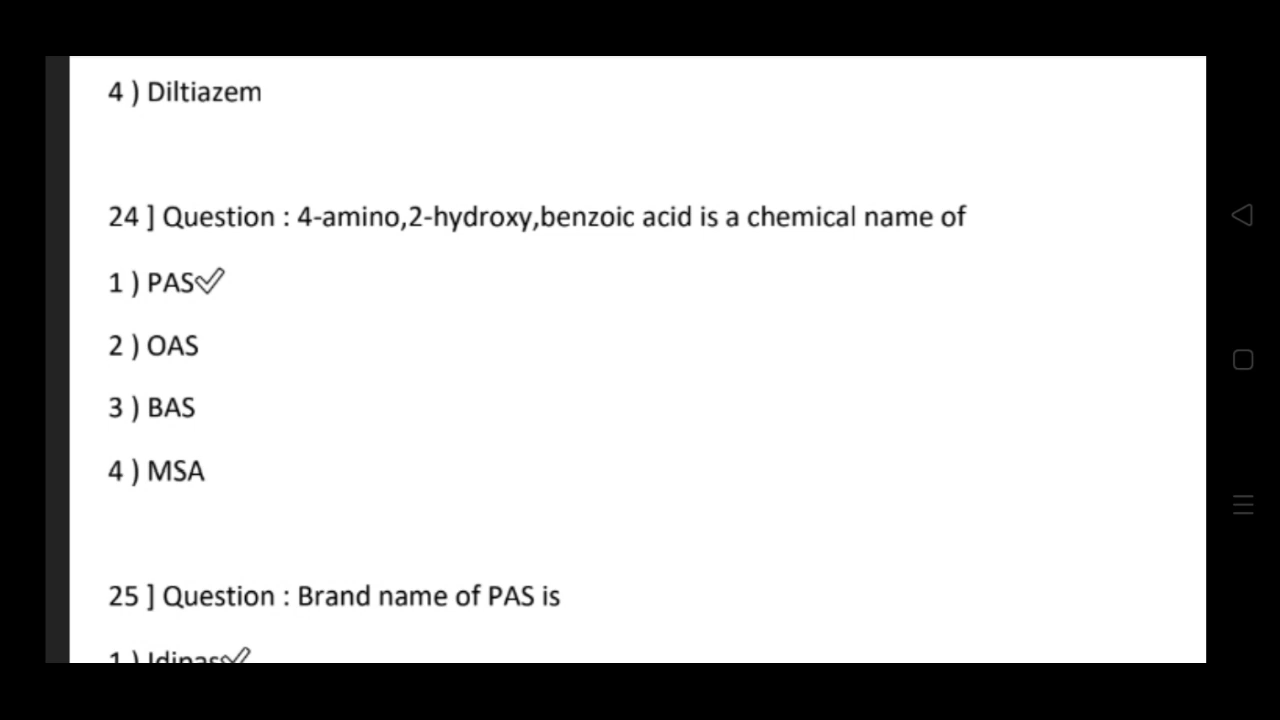 4 ) Diltiazem
24 ] Question : 4-amino,2-hydroxy,benzoic acid is a chemical name of
1 ) PAS✓
2 ) OAS
3 ) BAS
4 ) MSA
25 ] Question : Brand name of PAS is
1 ) Idipas✓